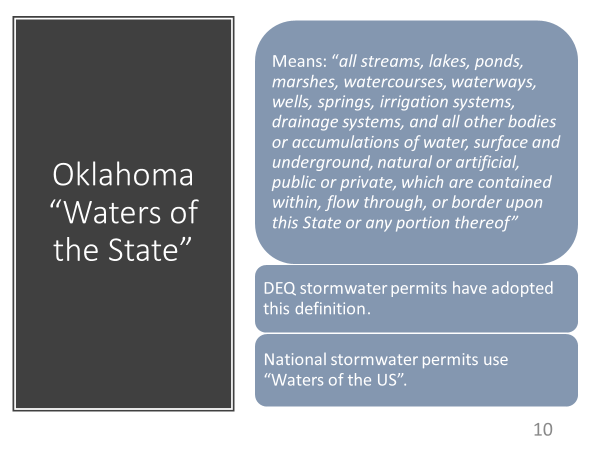 Oklahoma
“Waters of
the State”
Means: “all streams, lakes, ponds,
marshes, watercourses, waterways,
wells, springs, irrigation systems,
drainage systems, and all other bodies
or accumulations of water, surface and
underground, natural or artificial,
public or private, which are contained
within, flow through, or border upon
this State or any portion thereof”
DEQ stormwater permits have adopted
this definition.
National stormwater permits use
“Waters of the US”.
10